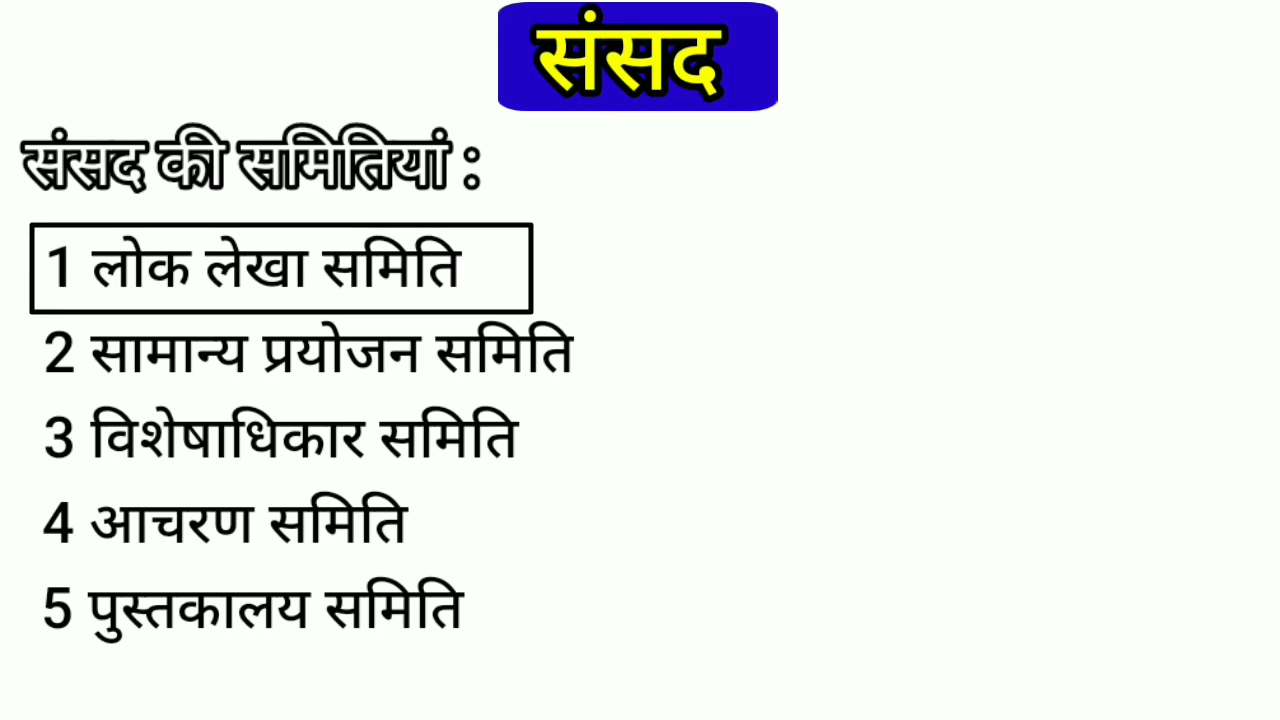 संसद
संसद की समितियां :
1 लोक लेखा समिति
2 सामान्य प्रयोजन समिति
3 विशेषाधिकार समिति
4 आचरण समिति
5 पुस्तकालय समिति